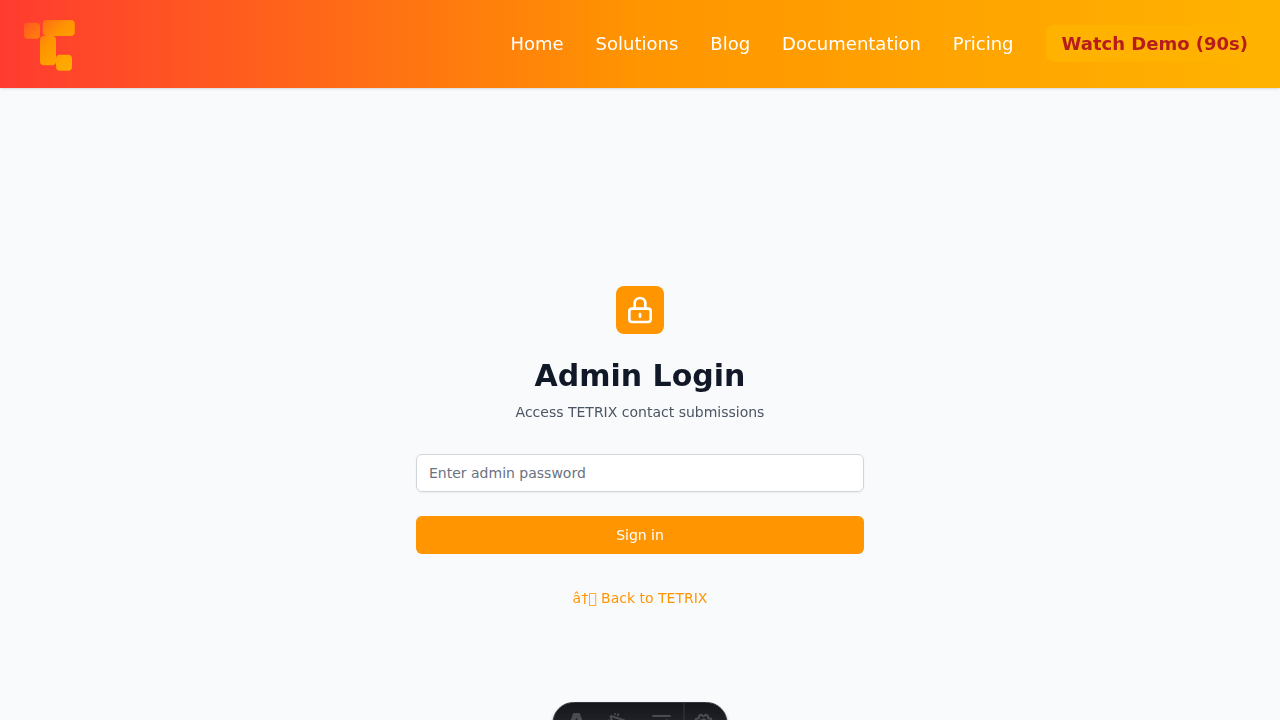 Home Solutions Blog Documentation Pricing Watch Demo (90s)
Admin Login
Access TETRIX contact submissions
Enter admin password
Sign in
â† Back to TETRIX